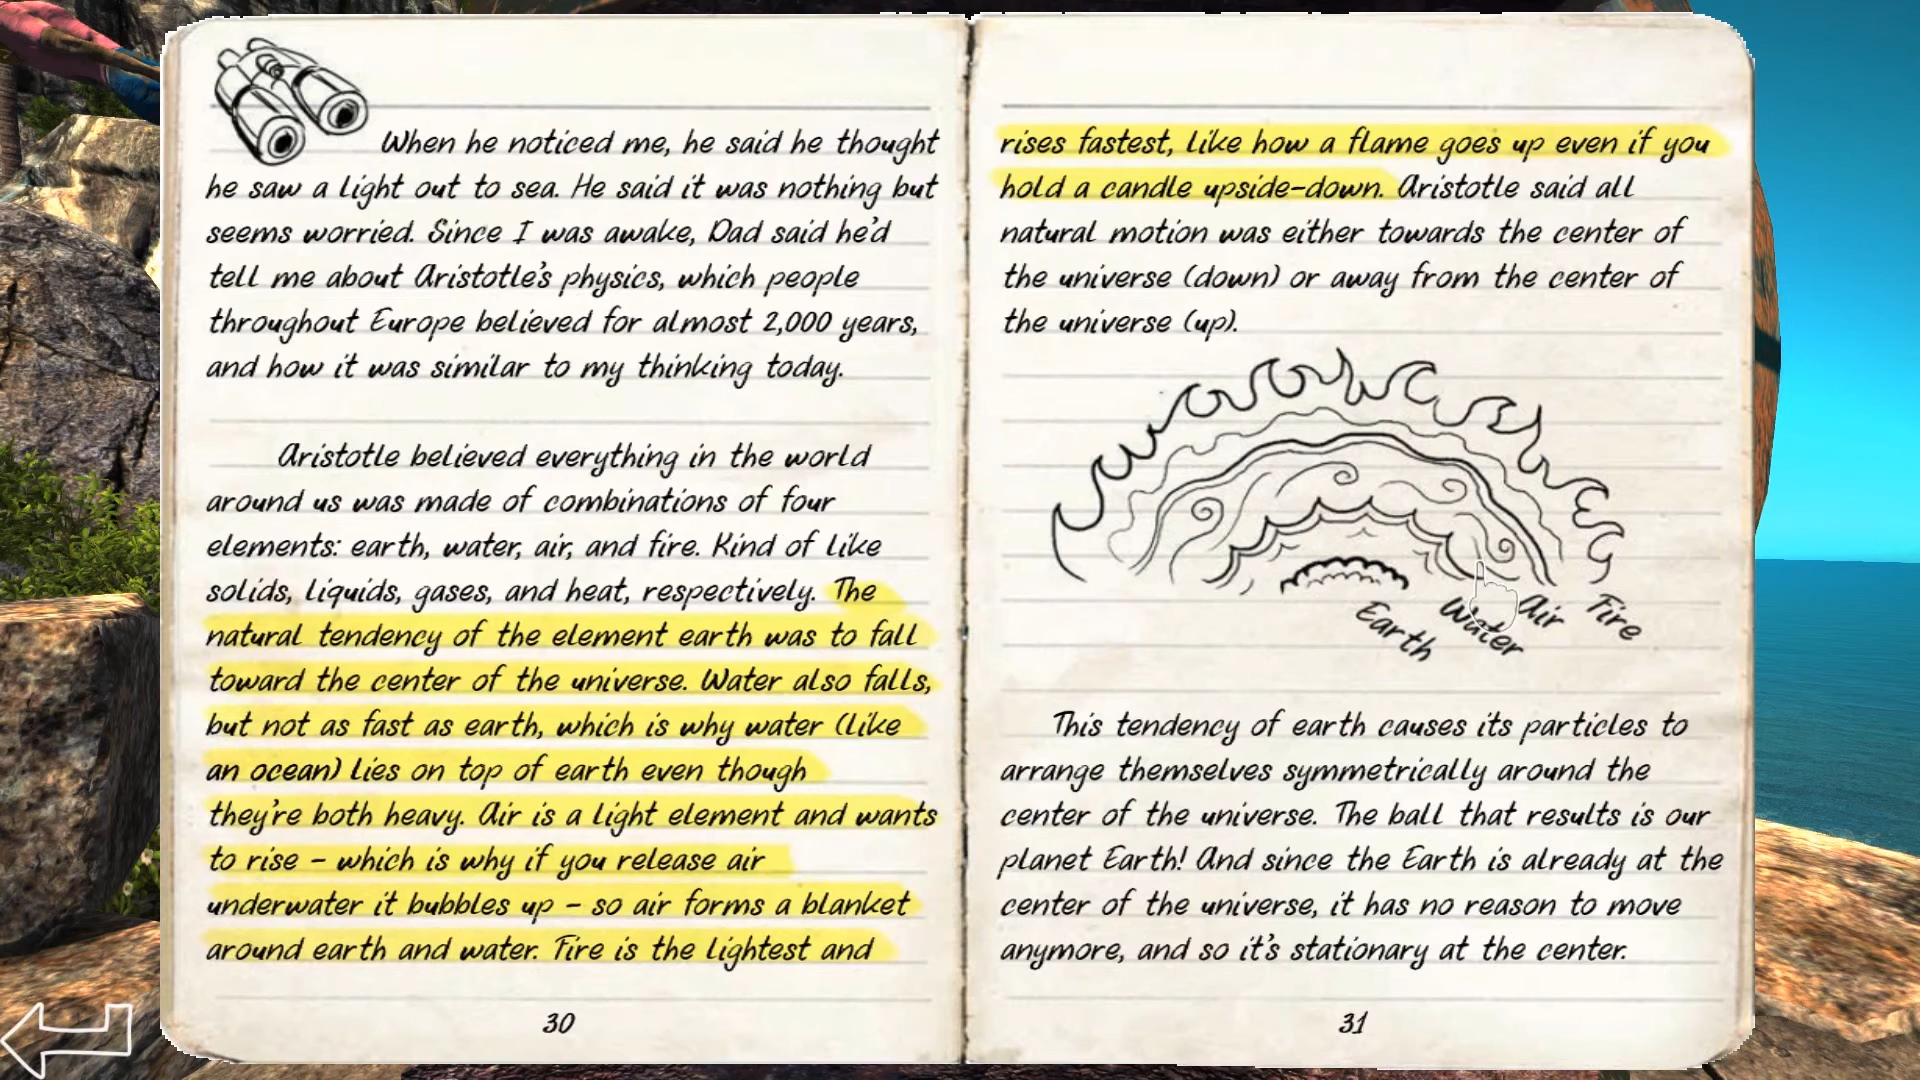 When he noticed me, he said he thought
he saw a light out to sea. He said it was nothing but
seems worried. Since I was awake, Dad said he'd
tell me about Aristotle's physics, which people
throughout Europe believed for almost 2,000 years,
and how it was similar to my thinking today.
Aristotle believed everything in the world
around us was made of combinations of four
elements: earth, water, air, and fire. Kind of like
solids, liquids, gases, and heat, respectively. The
natural tendency of the element earth was to fall
toward the center of the universe. Water also falls,
but not as fast as earth, which is why water (like
an ocean) lies on top of earth even though
they're both heavy. Air is a light element and wants
to rise - which is why if you release air
underwater it bubbles up - so air forms a blanket
around earth and water. Fire is the lightest and
30
rises fastest, like how a flame goes up even if you
hold a candle upside-down. Aristotle said all
natural motion was either towards the center of
the universe (down) or away from the center of
the universe (up).
Earth
Water
Air
Fire
This tendency of earth causes its particles to
arrange themselves symmetrically around the
center of the universe. The ball that results is our
planet Earth! And since the Earth is already at the
center of the universe, it has no reason to move
anymore, and so it's stationary at the center.
31